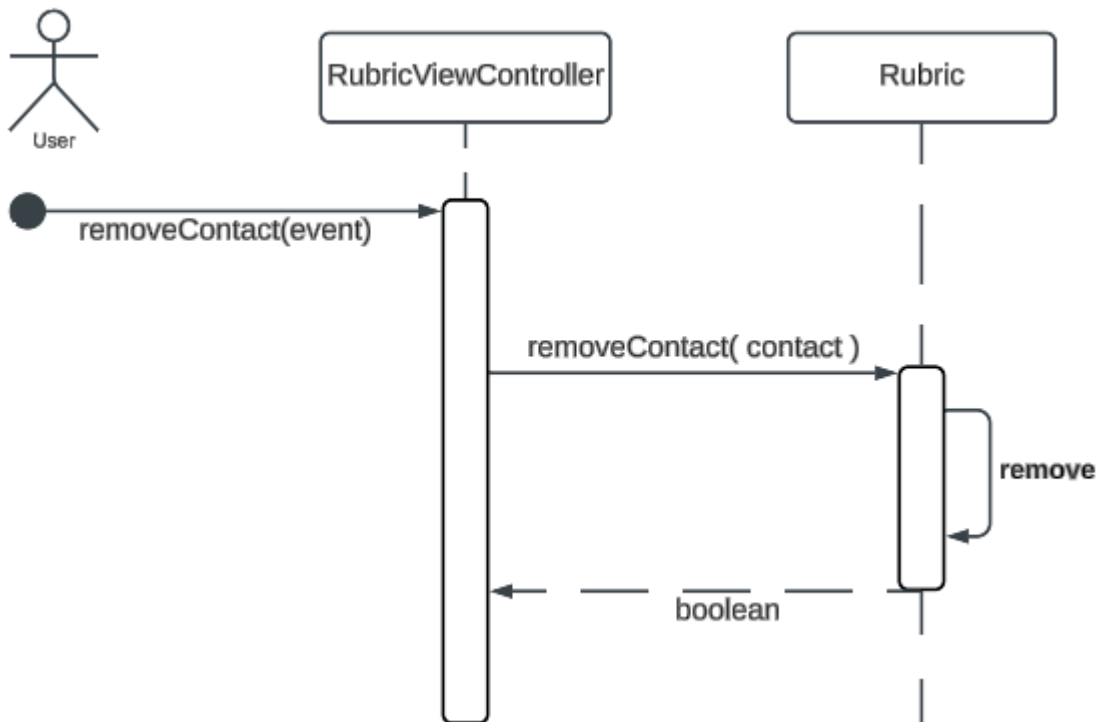 RubricViewController
Rubric
User
removeContact(event)
removeContact( contact )
remove
boolean